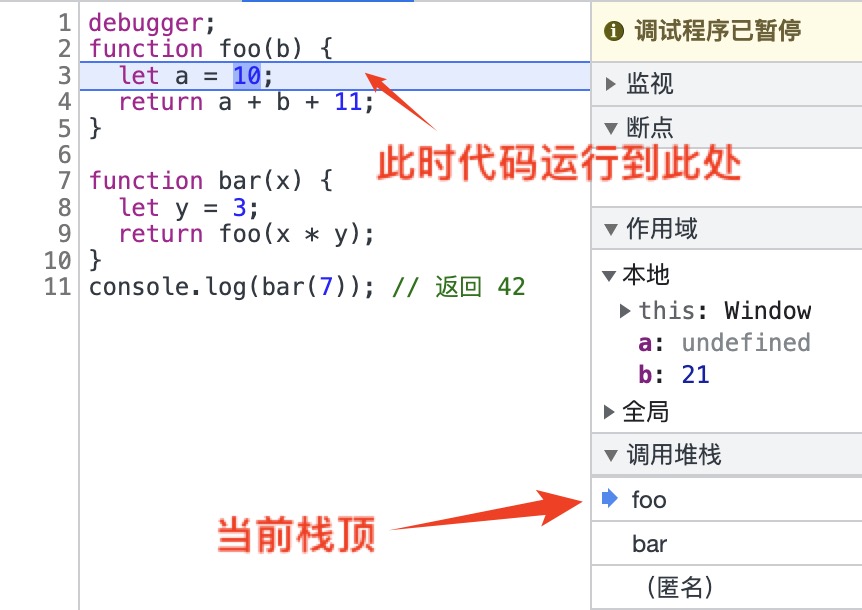 1 debugger;
2 function foo(b) {
3 let a = 10;
4 return a + b + 11;
5 }
6
7 function bar(x) {
8 let y = 3;
9 return foo(x * y);
10 }
11 console.log(bar(7)); // 返回 42
此时代码运行到此处
当前栈顶
调试程序已暂停
监视
断点
作用域
本地
this: Window
a: undefined
b: 21
全局
调用堆栈
foo
bar
（匿名）